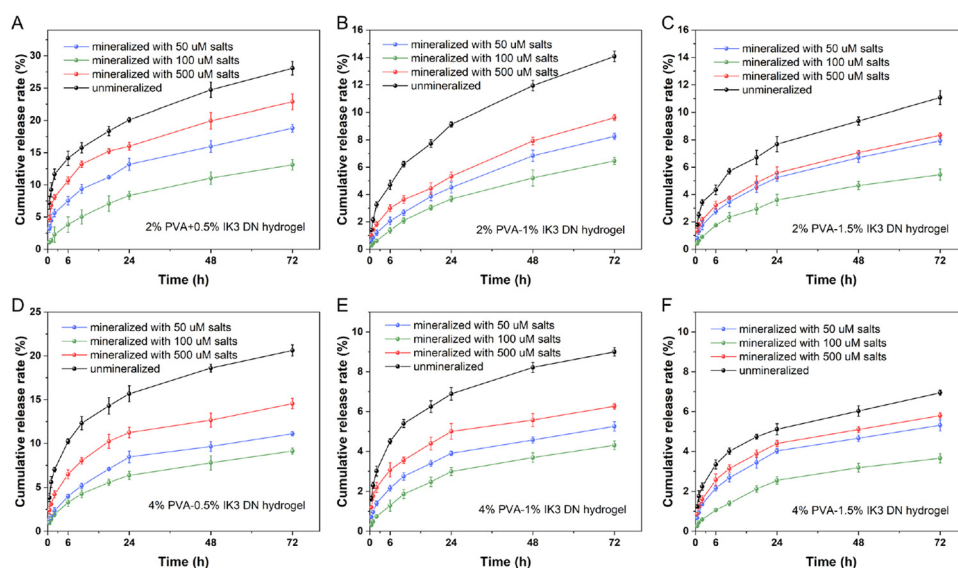 A
Cumulative release rate (%)
30
25
20
15
10
5
0
mineralized with 50 uM salts
mineralized with 100 uM salts
mineralized with 500 uM salts
unmineralized
2% PVA+0.5% IK3 DN hydrogel
0 6 24 48 72
Time (h)
B
Cumulative release rate (%)
16
14
12
10
8
6
4
2
0
mineralized with 50 uM salts
mineralized with 100 uM salts
mineralized with 500 uM salts
unmineralized
2% PVA-1% IK3 DN hydrogel
0 6 24 48 72
Time (h)
C
Cumulative release rate (%)
16
14
12
10
8
6
4
2
0
mineralized with 50 uM salts
mineralized with 100 uM salts
mineralized with 500 uM salts
unmineralized
2% PVA-1.5% IK3 DN hydrogel
0 6 24 48 72
Time (h)
D
Cumulative release rate (%)
25
20
15
10
5
0
mineralized with 50 uM salts
mineralized with 100 uM salts
mineralized with 500 uM salts
unmineralized
4% PVA-0.5% IK3 DN hydrogel
0 6 24 48 72
Time (h)
E
Cumulative release rate (%)
10
8
6
4
2
0
mineralized with 50 uM salts
mineralized with 100 uM salts
mineralized with 500 uM salts
unmineralized
4% PVA-1% IK3 DN hydrogel
0 6 24 48 72
Time (h)
F
Cumulative release rate (%)
10
8
6
4
2
0
mineralized with 50 uM salts
mineralized with 100 uM salts
mineralized with 500 uM salts
unmineralized
4% PVA-1.5% IK3 DN hydrogel
0 6 24 48 72
Time (h)